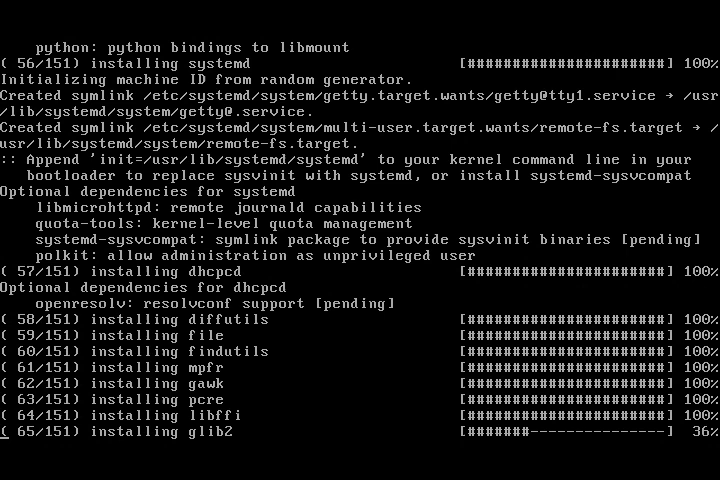 python: python bindings to libmount
( 56/151) installing systemd                       [######################] 100%
Initializing machine ID from random generator.
Created symlink /etc/systemd/system/getty.target.wants/getty@tty1.service → /usr
/lib/systemd/system/getty@.service.
Created symlink /etc/systemd/system/multi-user.target.wants/remote-fs.target → /
usr/lib/systemd/system/remote-fs.target.
:: Append 'init=/usr/lib/systemd/systemd' to your kernel command line in your
   bootloader to replace sysvinit with systemd, or install systemd-sysvcompat
Optional dependencies for systemd
    libmicrohttpd: remote journald capabilities
    quota-tools: kernel-level quota management
    systemd-sysvcompat: symlink package to provide sysvinit binaries [pending]
    polkit: allow administration as unprivileged user
( 57/151) installing dhcpcd                        [######################] 100%
Optional dependencies for dhcpcd
    openresolv: resolvconf support [pending]
( 58/151) installing diffutils                     [######################] 100%
( 59/151) installing file                          [######################] 100%
( 60/151) installing findutils                     [######################] 100%
( 61/151) installing mpfr                          [######################] 100%
( 62/151) installing gawk                          [######################] 100%
( 63/151) installing pcre                          [######################] 100%
( 64/151) installing libffi                        [######################] 100%
( 65/151) installing glib2                         [#######---------------]  36%